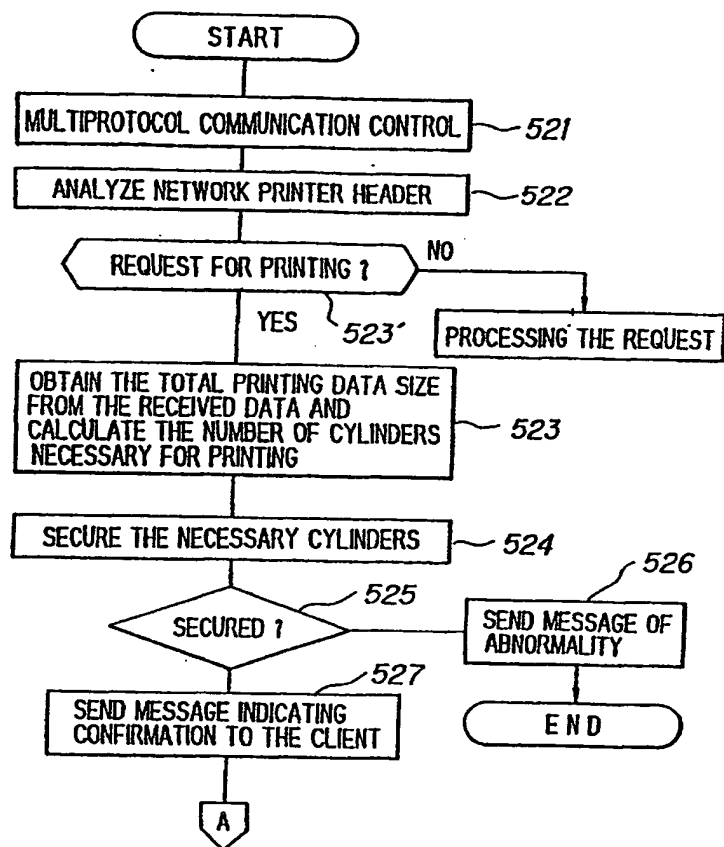 START
MULTIPROTOCOL COMMUNICATION CONTROL
521
ANALYZE NETWORK PRINTER HEADER
522
REQUEST FOR PRINTING ?
NO
YES
523'
PROCESSING THE REQUEST
OBTAIN THE TOTAL PRINTING DATA SIZE
FROM THE RECEIVED DATA AND
CALCULATE THE NUMBER OF CYLINDERS
NECESSARY FOR PRINTING
523
SECURE THE NECESSARY CYLINDERS
524
SECURED ?
525
526
SEND MESSAGE OF
ABNORMALITY
END
527
SEND MESSAGE INDICATING
CONFIRMATION TO THE CLIENT
A